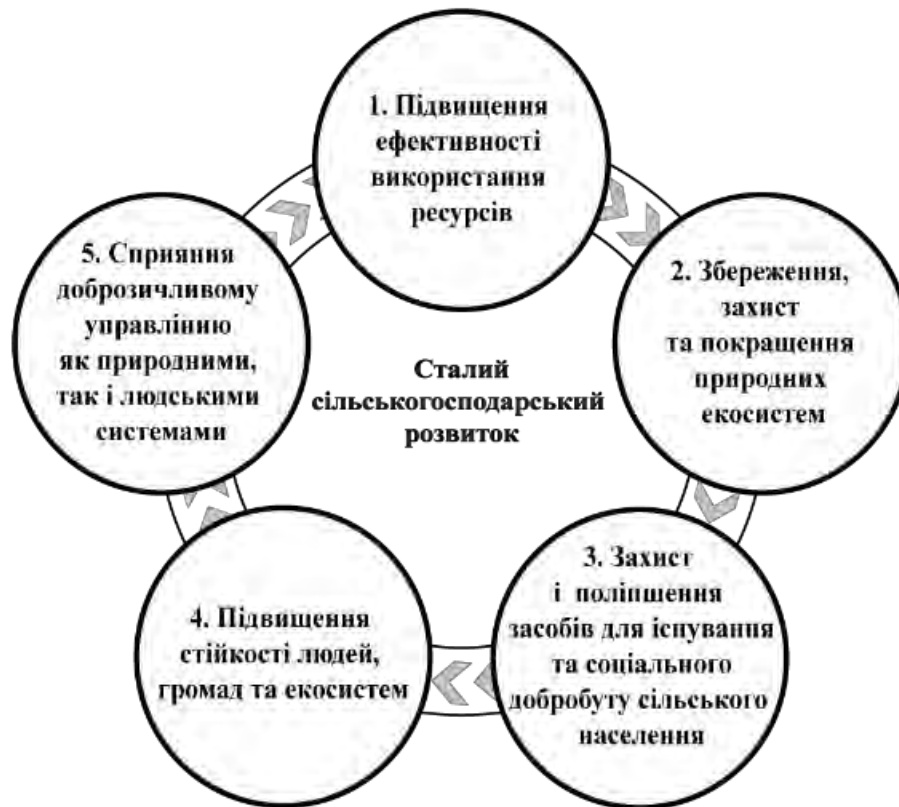 1. Підвищення
ефективності
використання
ресурсів
2. Збереження,
захист
та покращення
природних
екосистем
3. Захист
і поліпшення
засобів для існування
та соціального
добробуту сільського
населення
4. Підвищення
стійкості людей,
громад та екосистем
5. Сприяння
доброзичливому
управлінню
як природними,
так і людськими
системами
Сталий
сільськогосподарський
розвиток